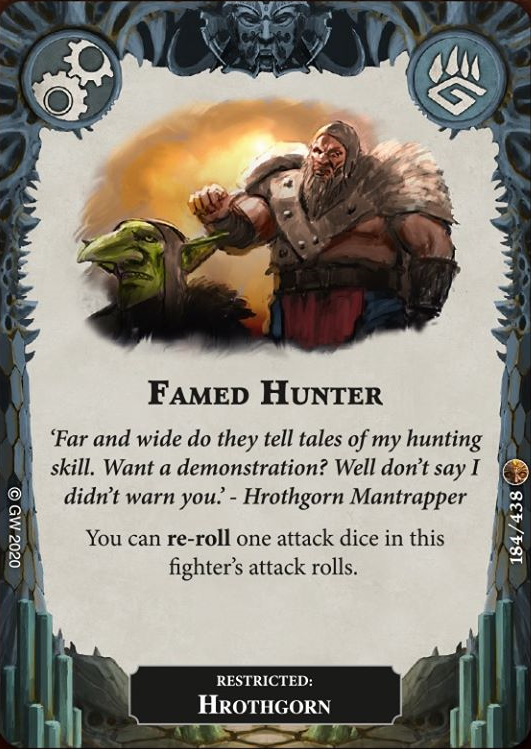 Famed Hunter
‘Far and wide do they tell tales of my hunting
skill. Want a demonstration? Well don’t say I
didn’t warn you.’ - Hrothgorn Mantrapper
You can re-roll one attack dice in this
fighter’s attack rolls.
© GW 2020
184/438
RESTRICTED:
Hrothgorn